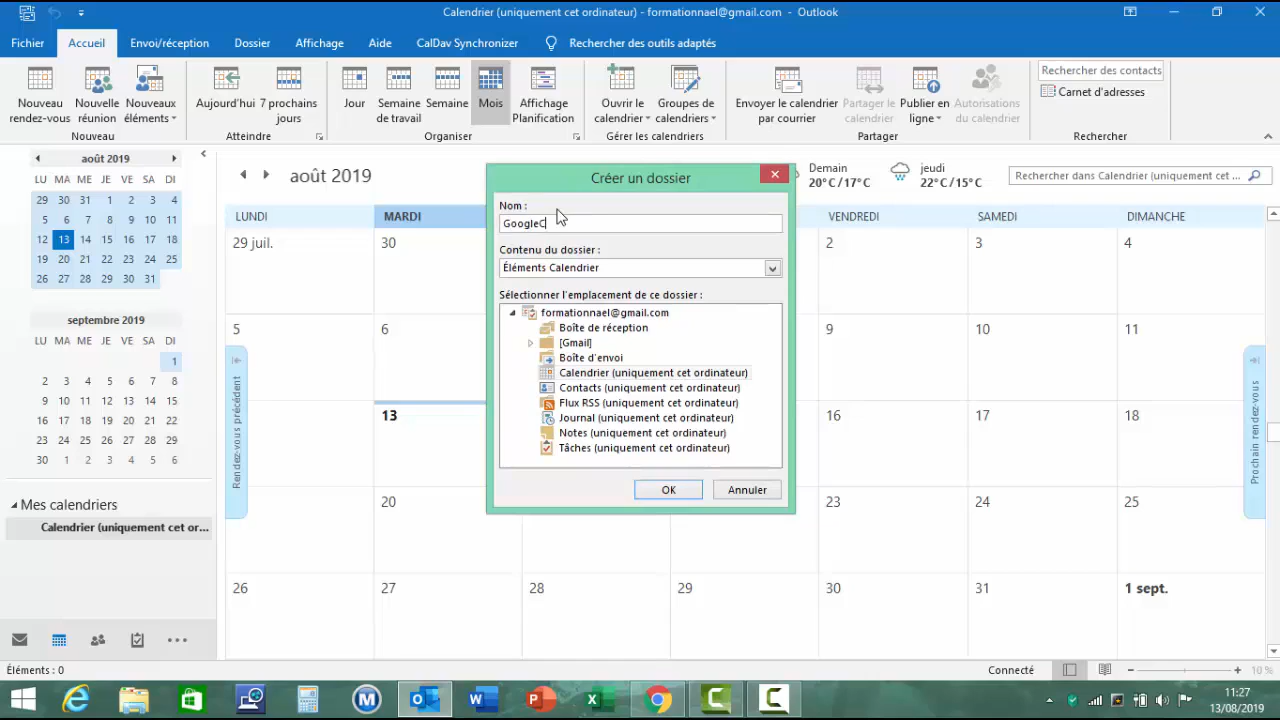 Calendrier (uniquement cet ordinateur) - formationnael@gmail.com - Outlook
Fichier Accueil Envoi/réception Dossier Affichage Aide CalDav Synchronizer Rechercher des outils adaptés
Nouveau rendez-vous
Nouvelle réunion
Nouveaux éléments
Nouveau
Aujourd'hui
7 prochains jours
Atteindre
Jour
Semaine de travail
Semaine
Mois
Affichage Planification
Organiser
Ouvrir le calendrier
Groupes de calendriers
Gérer les calendriers
Envoyer le calendrier par courrier
Partager le calendrier
Publier en ligne
Autorisations du calendrier
Partager
Rechercher des contacts
Carnet d'adresses
Rechercher
août 2019
LU MA ME JE VE SA DI
29 30 31 1 2 3 4
5 6 7 8 9 10 11
12 13 14 15 16 17 18
19 20 21 22 23 24 25
26 27 28 29 30 31
septembre 2019
LU MA ME JE VE SA DI
1
2 3 4 5 6 7 8
9 10 11 12 13 14 15
16 17 18 19 20 21 22
23 24 25 26 27 28 29
30 1 2 3 4 5 6
Mes calendriers
Calendrier (uniquement cet or...
août 2019
Demain
20°C/17°C
jeudi
22°C/15°C
Rechercher dans Calendrier (uniquement cet ...
LUNDI MARDI VENDREDI SAMEDI DIMANCHE
29 juil. 30 2 3 4
5 6 9 10 11
13 16 17 18
20 23 24 25
26 27 28 29 30 31 1 sept.
Rendez-vous précédent
Prochain rendez-vous
Créer un dossier
Nom :
GoogleC
Contenu du dossier :
Éléments Calendrier
Sélectionner l'emplacement de ce dossier :
formationnael@gmail.com
Boîte de réception
[Gmail]
Boîte d'envoi
Calendrier (uniquement cet ordinateur)
Contacts (uniquement cet ordinateur)
Flux RSS (uniquement cet ordinateur)
Journal (uniquement cet ordinateur)
Notes (uniquement cet ordinateur)
Tâches (uniquement cet ordinateur)
OK Annuler
Éléments : 0
Connecté
10 %
11:27
13/08/2019